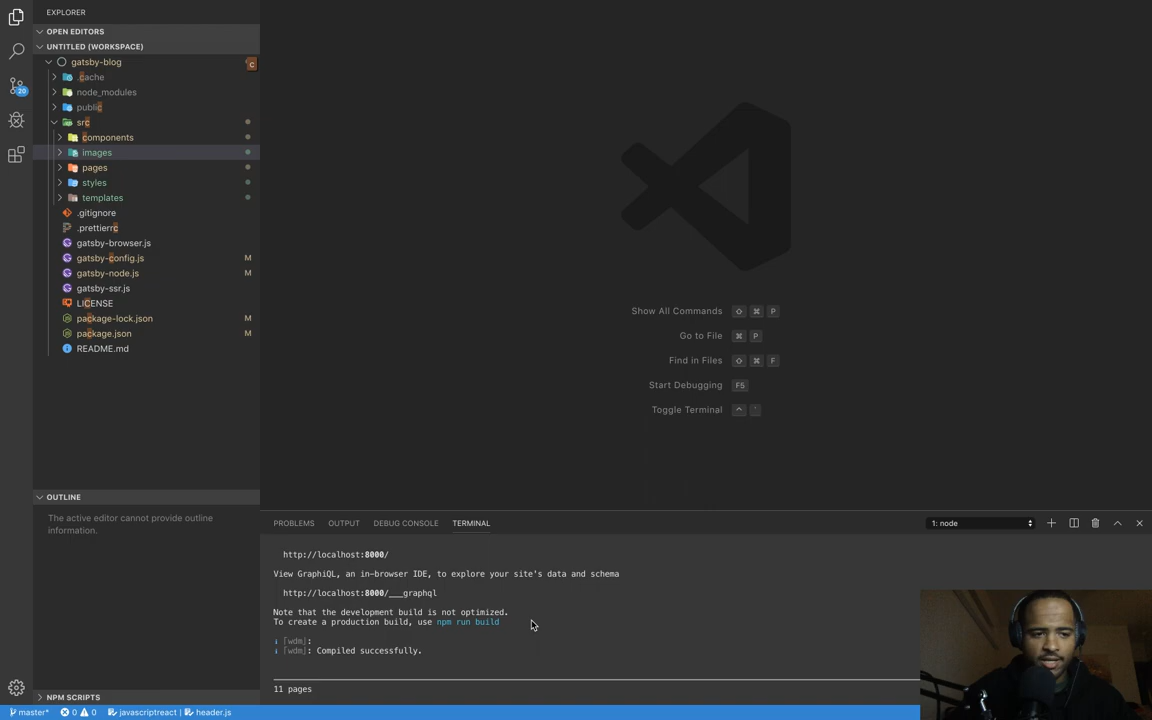 EXPLORER
OPEN EDITORS
UNTITLED (WORKSPACE)
gatsby-blog
c
.cache
node_modules
public
src
components
images
pages
styles
templates
.gitignore
.prettierrc
gatsby-browser.js
gatsby-config.js M
gatsby-node.js M
gatsby-ssr.js
LICENSE
package-lock.json M
package.json M
README.md
20
OUTLINE
The active editor cannot provide outline
information.
NPM SCRIPTS
Show All Commands ⇧ ⌘ P
Go to File ⌘ P
Find in Files ⇧ ⌘ F
Start Debugging F5
Toggle Terminal ^ `
PROBLEMS OUTPUT DEBUG CONSOLE TERMINAL 1: node
http://localhost:8000/
View GraphiQL, an in-browser IDE, to explore your site's data and schema
http://localhost:8000/___graphql
Note that the development build is not optimized.
To create a production build, use npm run build
i ｢wdm｣:
i ｢wdm｣: Compiled successfully.
11 pages
master* 0 0 javascriptreact | header.js